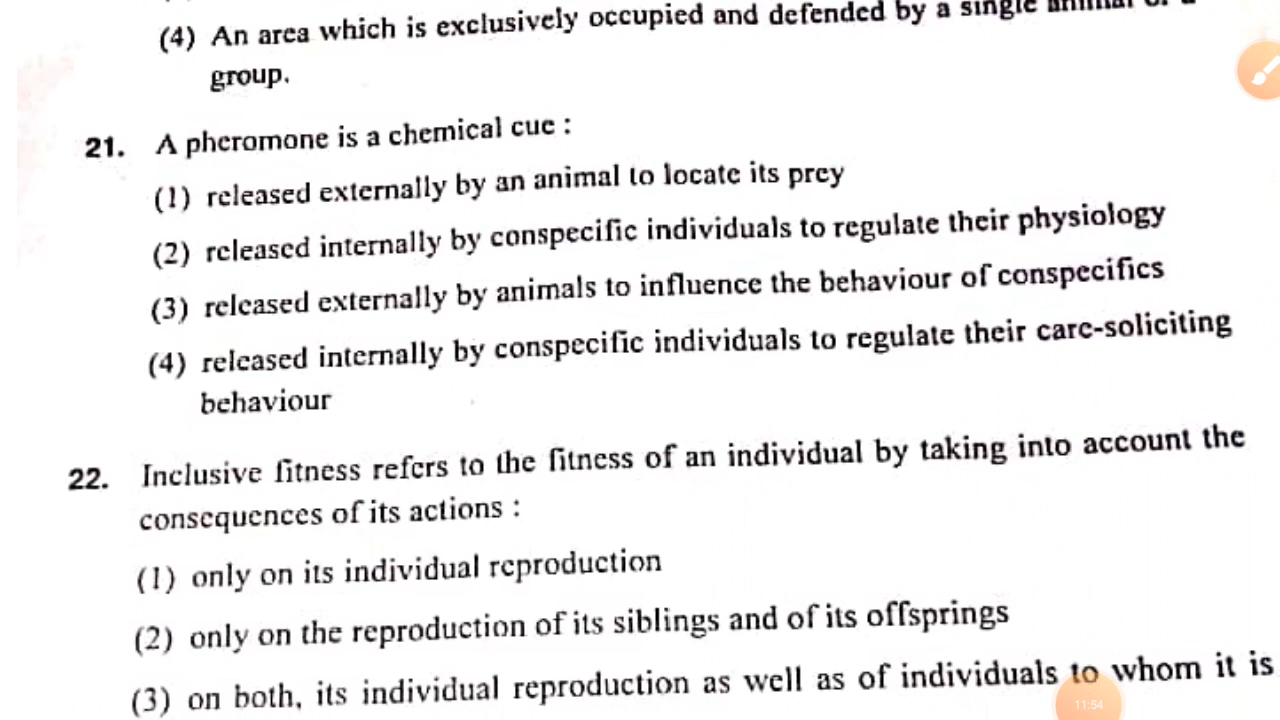 (4) An area which is exclusively occupied and defended by a single
group.
21. A pheromone is a chemical cue :
(1) released externally by an animal to locate its prey
(2) released internally by conspecific individuals to regulate their physiology
(3) released externally by animals to influence the behaviour of conspecifics
(4) released internally by conspecific individuals to regulate their care-soliciting
behaviour
22. Inclusive fitness refers to the fitness of an individual by taking into account the
consequences of its actions :
(1) only on its individual reproduction
(2) only on the reproduction of its siblings and of its offsprings
(3) on both, its individual reproduction as well as of individuals to whom it is
11:54